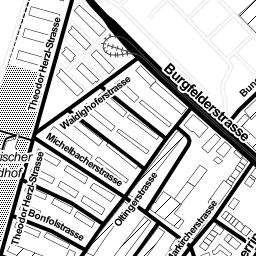 Theodor Herzl-Strasse
Burgfelderstrasse
Waldighoferstrasse
Michelbacherstrasse
Theodor Herzl-Strasse
Bonfolstrasse
Oltingerstrasse